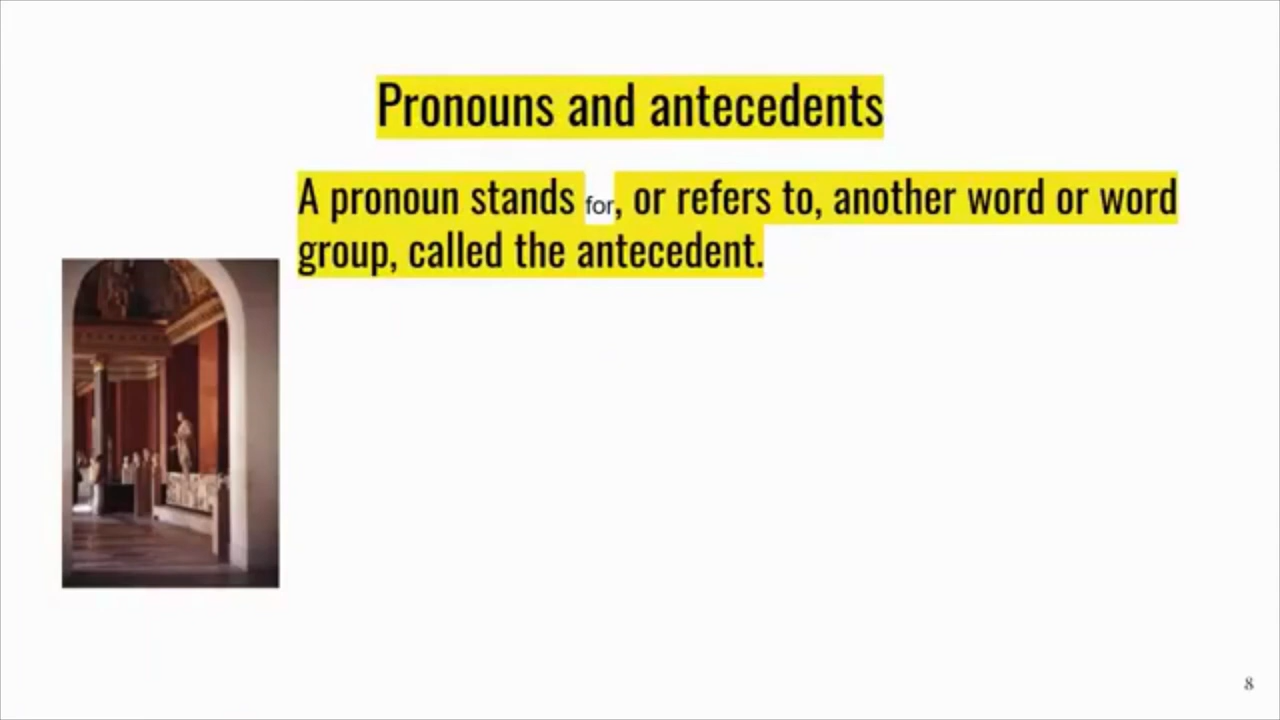 Pronouns and antecedents
A pronoun stands for, or refers to, another word or word
group, called the antecedent.
8